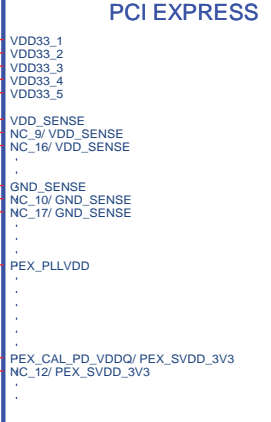 PCI EXPRESS
VDD33_1
VDD33_2
VDD33_3
VDD33_4
VDD33_5
VDD_SENSE
NC_9/ VDD_SENSE
NC_16/ VDD_SENSE
GND_SENSE
NC_10/ GND_SENSE
NC_17/ GND_SENSE
PEX_PLLVDD
PEX_CAL_PD_VDDQ/ PEX_SVDD_3V3
NC_12/ PEX_SVDD_3V3